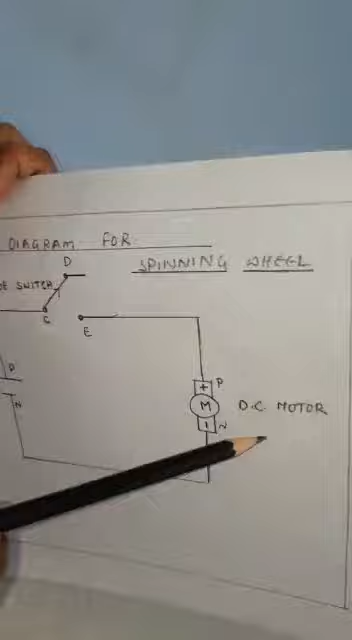 DIAGRAM FOR
SPINNING WHEEL
D
SWITCH
C
E
P
+
P
M
D.C. MOTOR
N
N